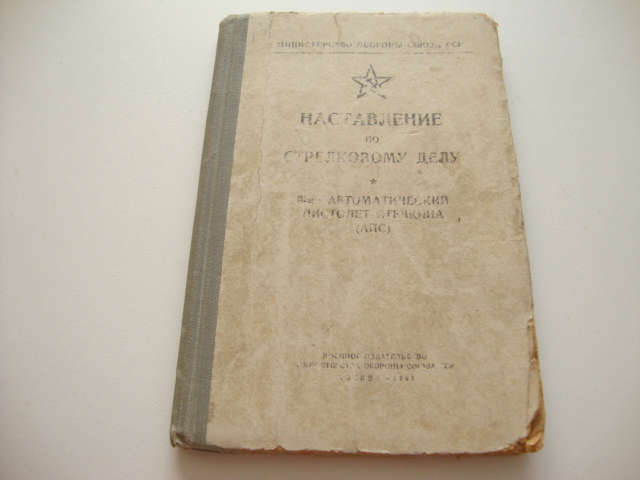 МИНИСТЕРСТВО ОБОРОНЫ СОЮЗА ССР
НАСТАВЛЕНИЕ
ПО
СТРЕЛКОВОМУ ДЕЛУ
АВТОМАТИЧЕСКИЙ
ПИСТОЛЕТ СТЕЧКИНА
(АПС)
ВОЕННОЕ ИЗДАТЕЛЬСТВО
МИНИСТЕРСТВА ОБОРОНЫ СОЮЗА ССР
МОСКВА